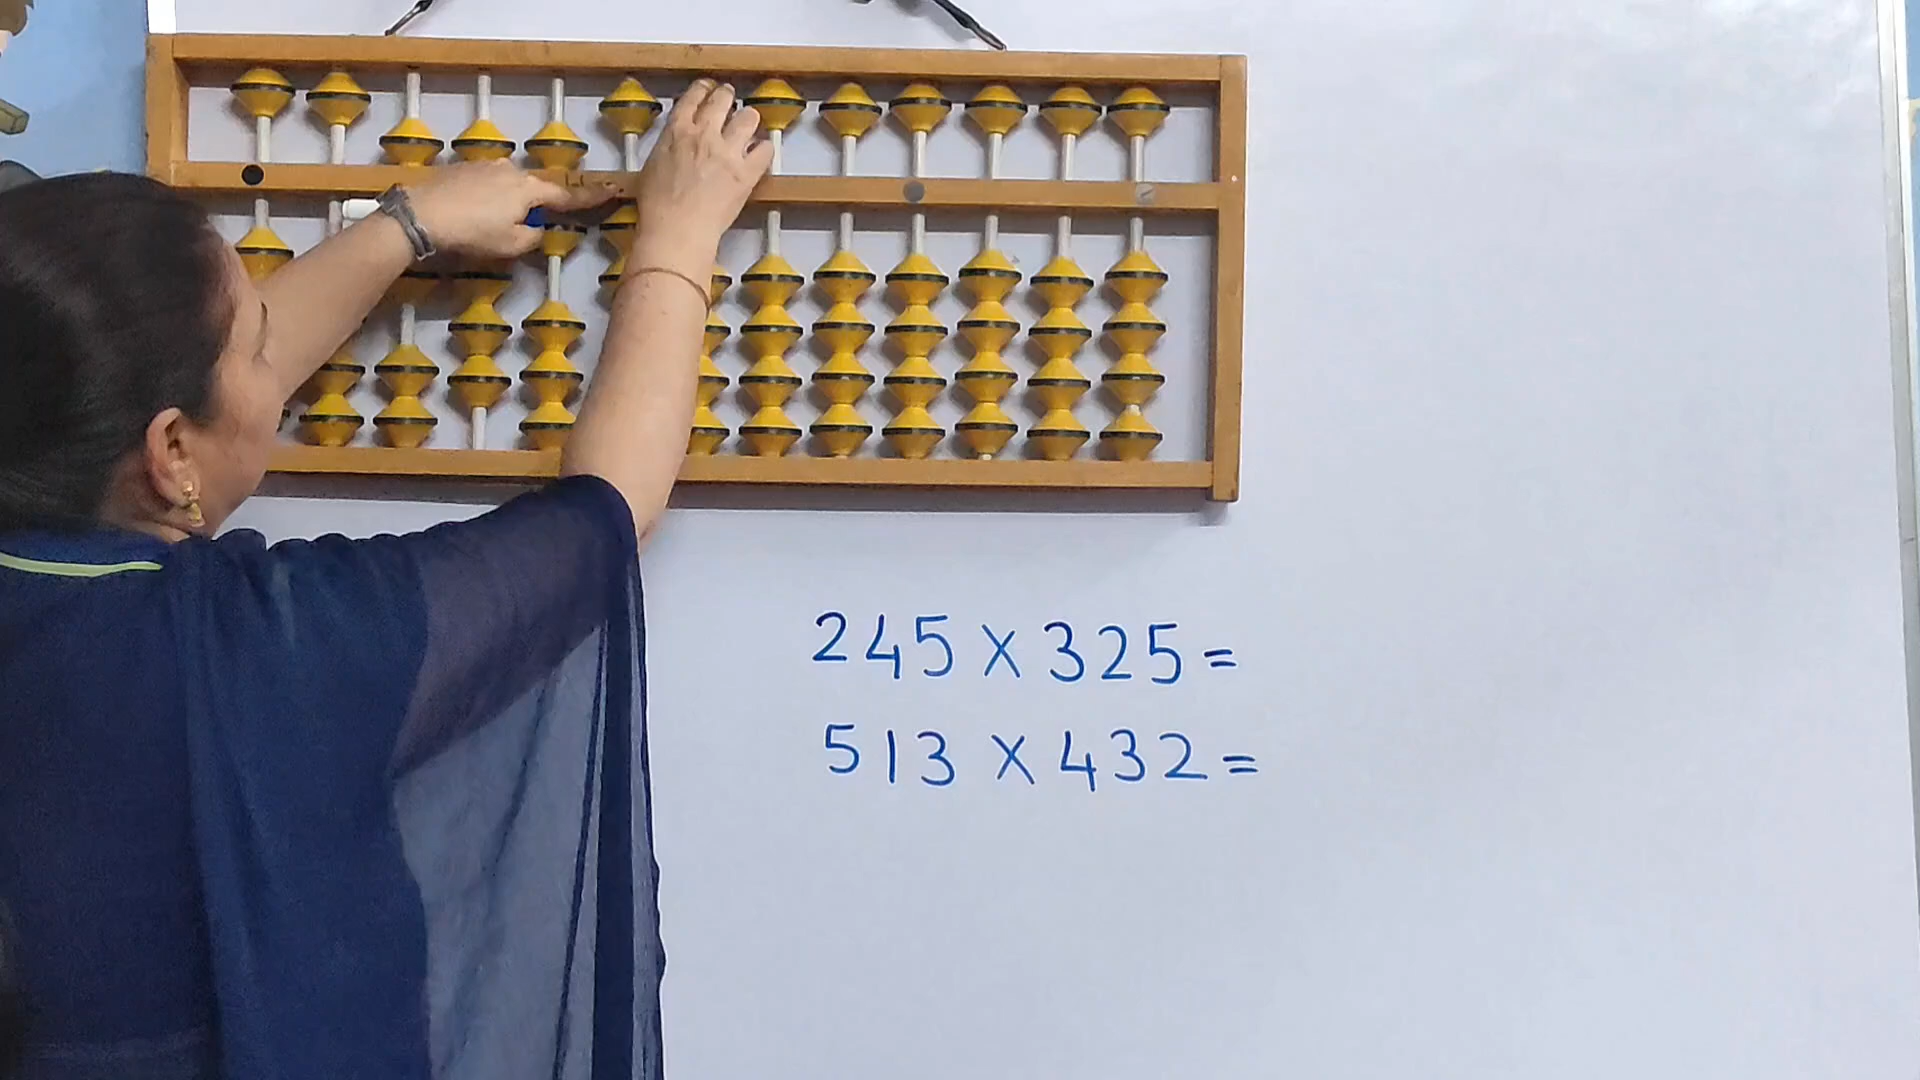 245 X 325 =
513 X 432 =